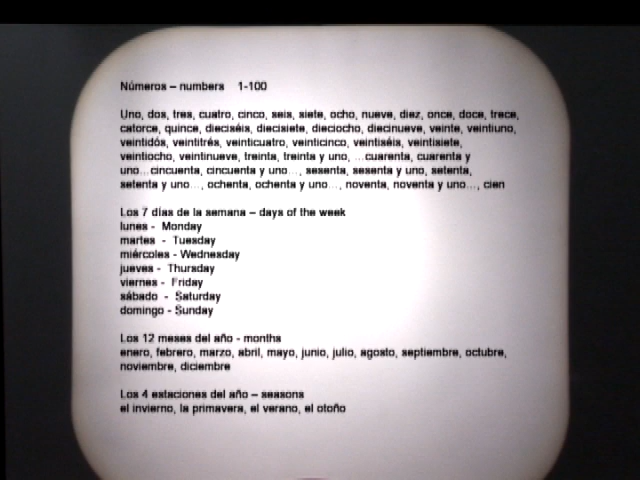 Números – numbers 1-100
Uno, dos, tres, cuatro, cinco, seis, siete, ocho, nueve, diez, once, doce, trece,
catorce, quince, dieciséis, diecisiete, dieciocho, diecinueve, veinte, veintiuno,
veintidós, veintitrés, veinticuatro, veinticinco, veintiséis, veintisiete,
veintiocho, veintinueve, treinta, treinta y uno, ...cuarenta, cuarenta y
uno...cincuenta, cincuenta y uno..., sesenta, sesenta y uno, setenta,
setenta y uno..., ochenta, ochenta y uno..., noventa, noventa y uno..., cien
Los 7 días de la semana – days of the week
lunes - Monday
martes - Tuesday
miércoles - Wednesday
jueves - Thursday
viernes - Friday
sábado - Saturday
domingo - Sunday
Los 12 meses del año - months
enero, febrero, marzo, abril, mayo, junio, julio, agosto, septiembre, octubre,
noviembre, diciembre
Los 4 estaciones del año – seasons
el invierno, la primavera, el verano, el otoño